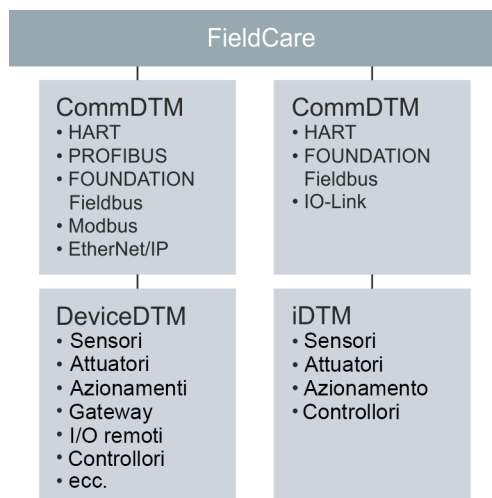 FieldCare
CommDTM
• HART
• PROFIBUS
• FOUNDATION
Fieldbus
• Modbus
• EtherNet/IP
CommDTM
• HART
• FOUNDATION
Fieldbus
• IO-Link
DeviceDTM
• Sensori
• Attuatori
• Azionamenti
• Gateway
• I/O remoti
• Controllori
• ecc.
iDTM
• Sensori
• Attuatori
• Azionamento
• Controllori